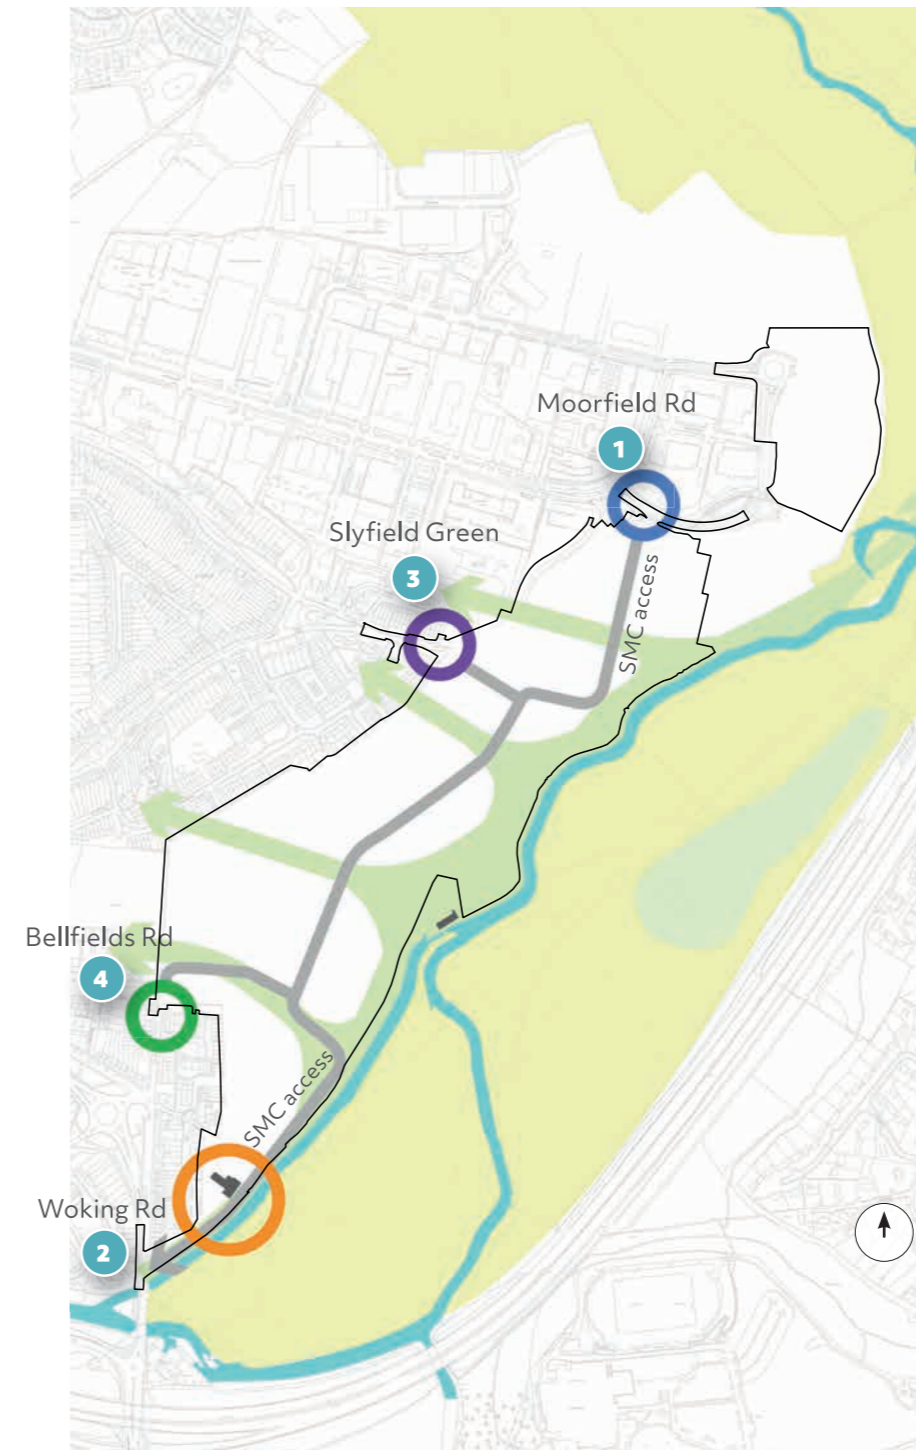 Moorfield Rd
1
Slyfield Green
3
SMC access
Bellfields Rd
4
SMC access
Woking Rd
2